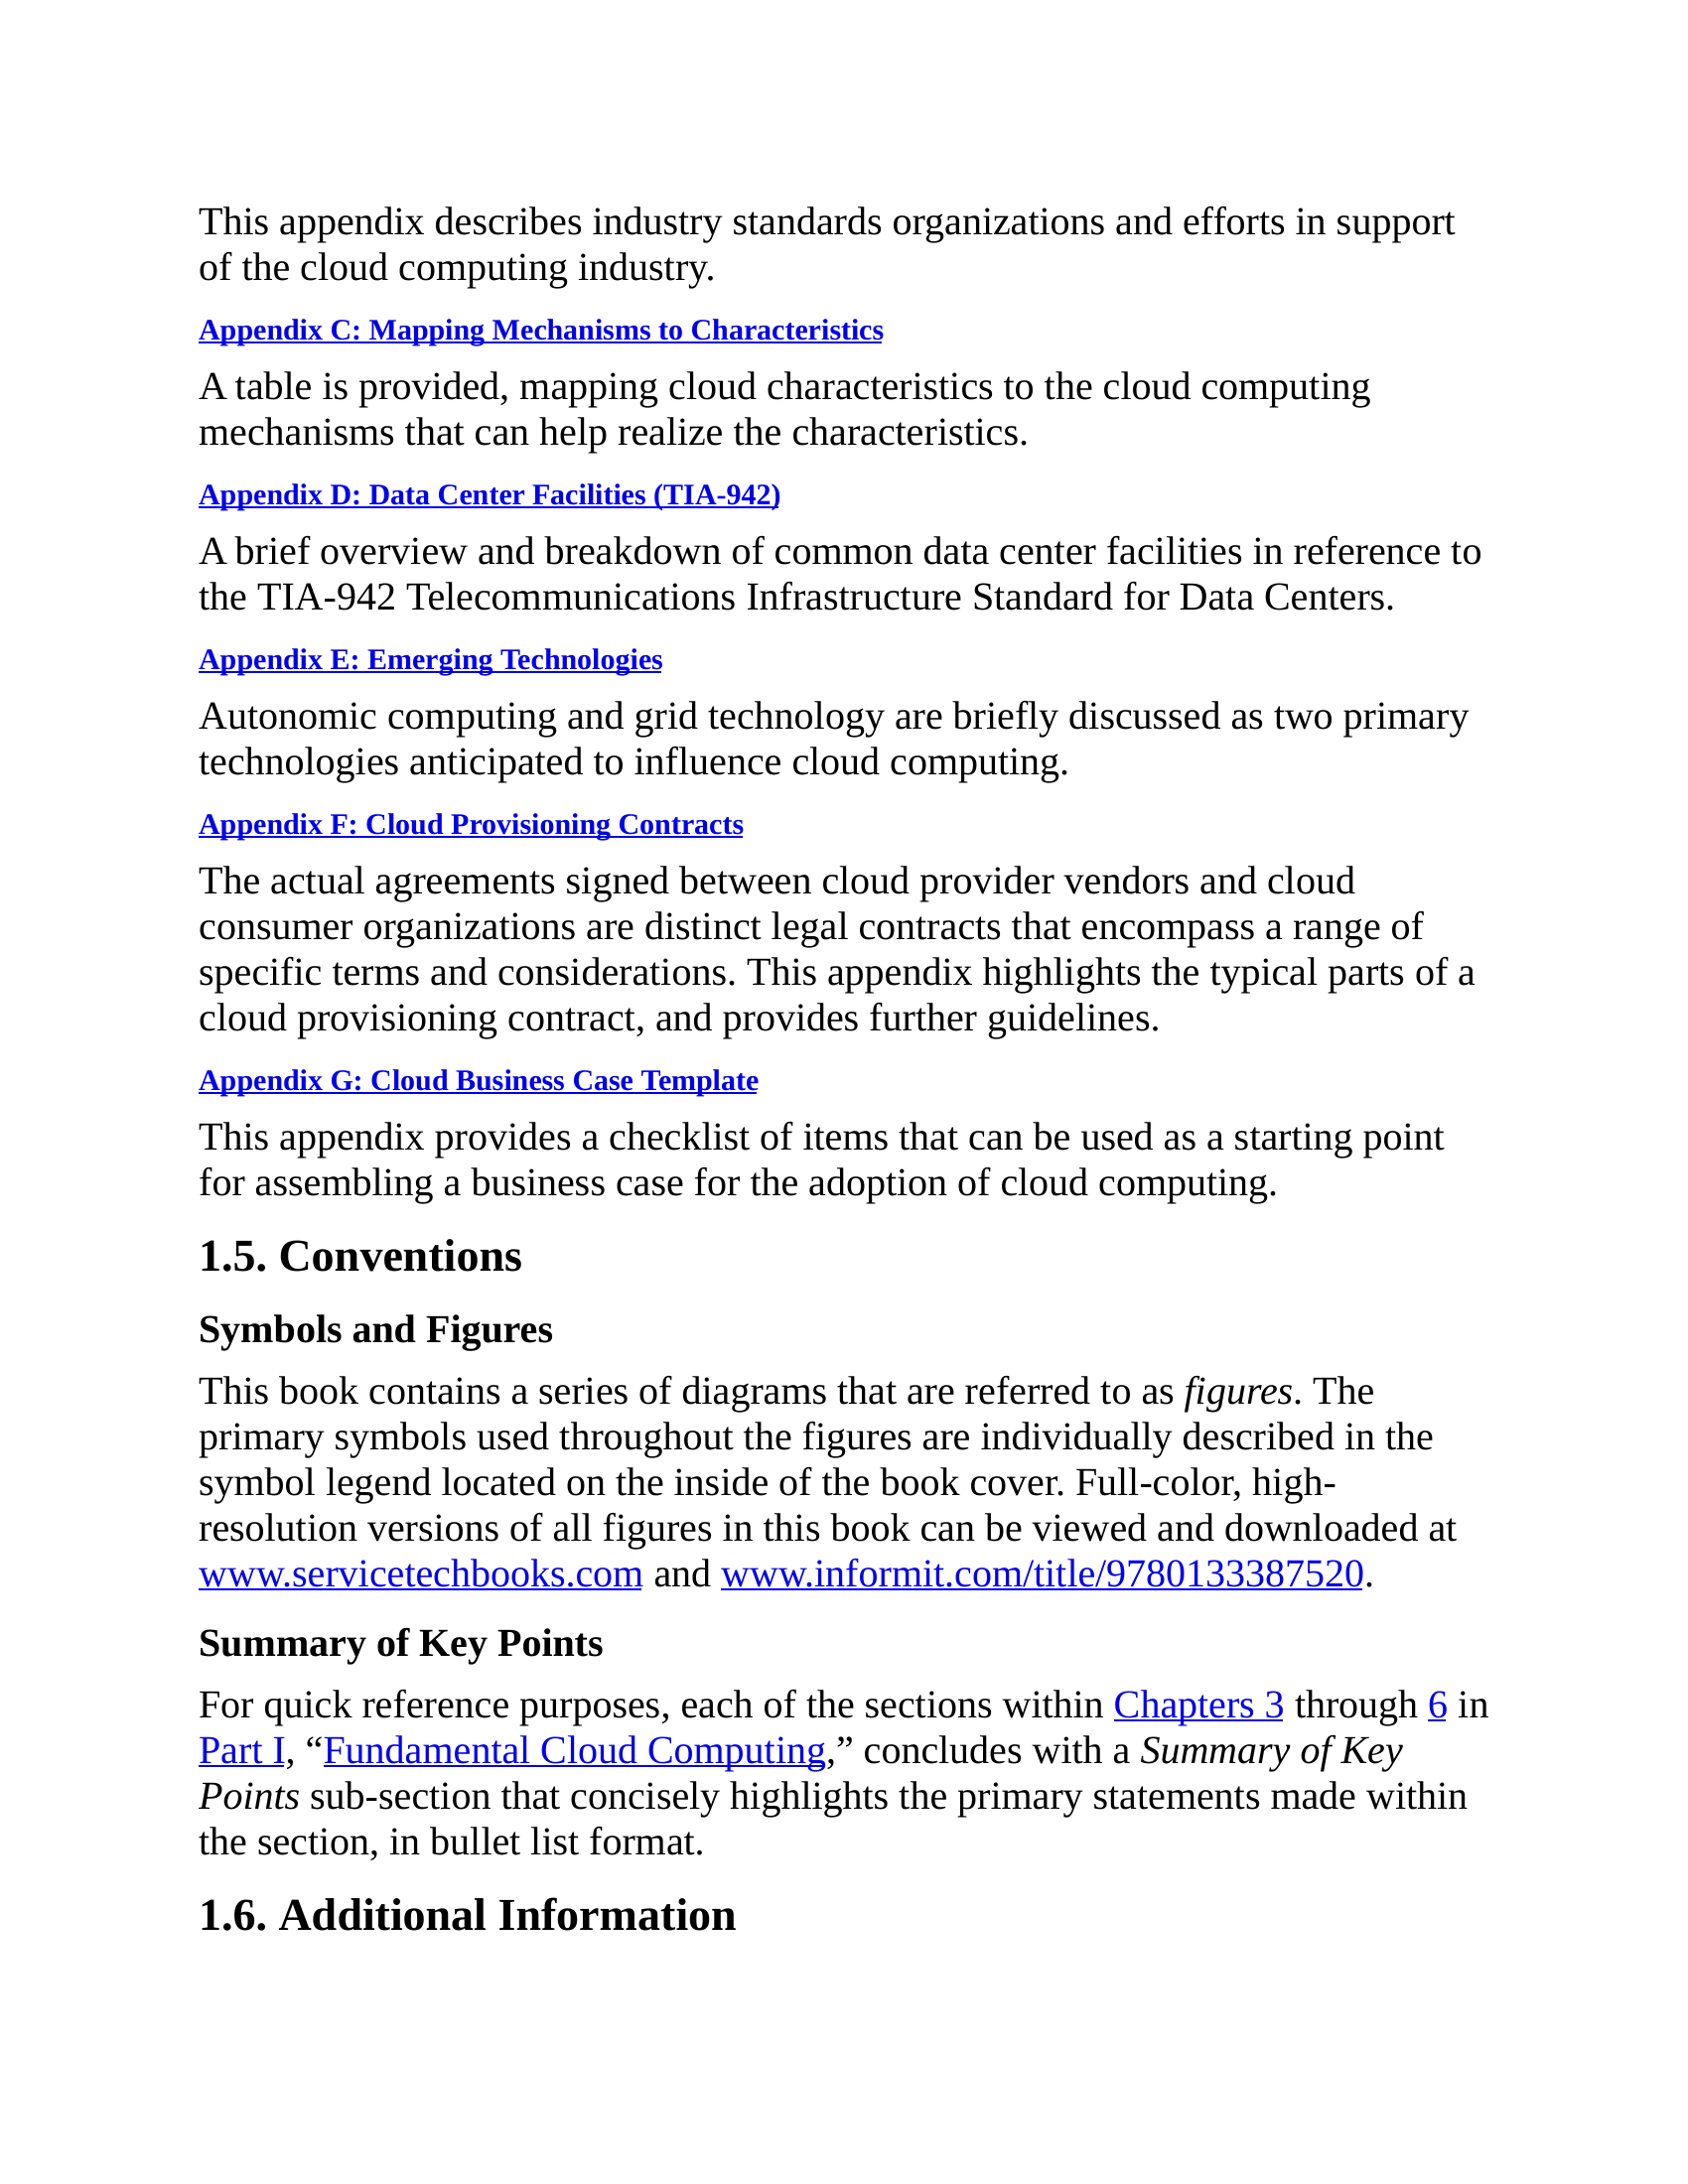 This appendix describes industry standards organizations and efforts in support
of the cloud computing industry.
Appendix C: Mapping Mechanisms to Characteristics
A table is provided, mapping cloud characteristics to the cloud computing
mechanisms that can help realize the characteristics.
Appendix D: Data Center Facilities (TIA-942)
A brief overview and breakdown of common data center facilities in reference to
the TIA-942 Telecommunications Infrastructure Standard for Data Centers.
Appendix E: Emerging Technologies
Autonomic computing and grid technology are briefly discussed as two primary
technologies anticipated to influence cloud computing.
Appendix F: Cloud Provisioning Contracts
The actual agreements signed between cloud provider vendors and cloud
consumer organizations are distinct legal contracts that encompass a range of
specific terms and considerations. This appendix highlights the typical parts of a
cloud provisioning contract, and provides further guidelines.
Appendix G: Cloud Business Case Template
This appendix provides a checklist of items that can be used as a starting point
for assembling a business case for the adoption of cloud computing.
1.5. Conventions
Symbols and Figures
This book contains a series of diagrams that are referred to as figures. The
primary symbols used throughout the figures are individually described in the
symbol legend located on the inside of the book cover. Full-color, high-
resolution versions of all figures in this book can be viewed and downloaded at
www.servicetechbooks.com and www.informit.com/title/9780133387520.
Summary of Key Points
For quick reference purposes, each of the sections within Chapters 3 through 6 in
Part I, “Fundamental Cloud Computing,” concludes with a Summary of Key
Points sub-section that concisely highlights the primary statements made within
the section, in bullet list format.
1.6. Additional Information